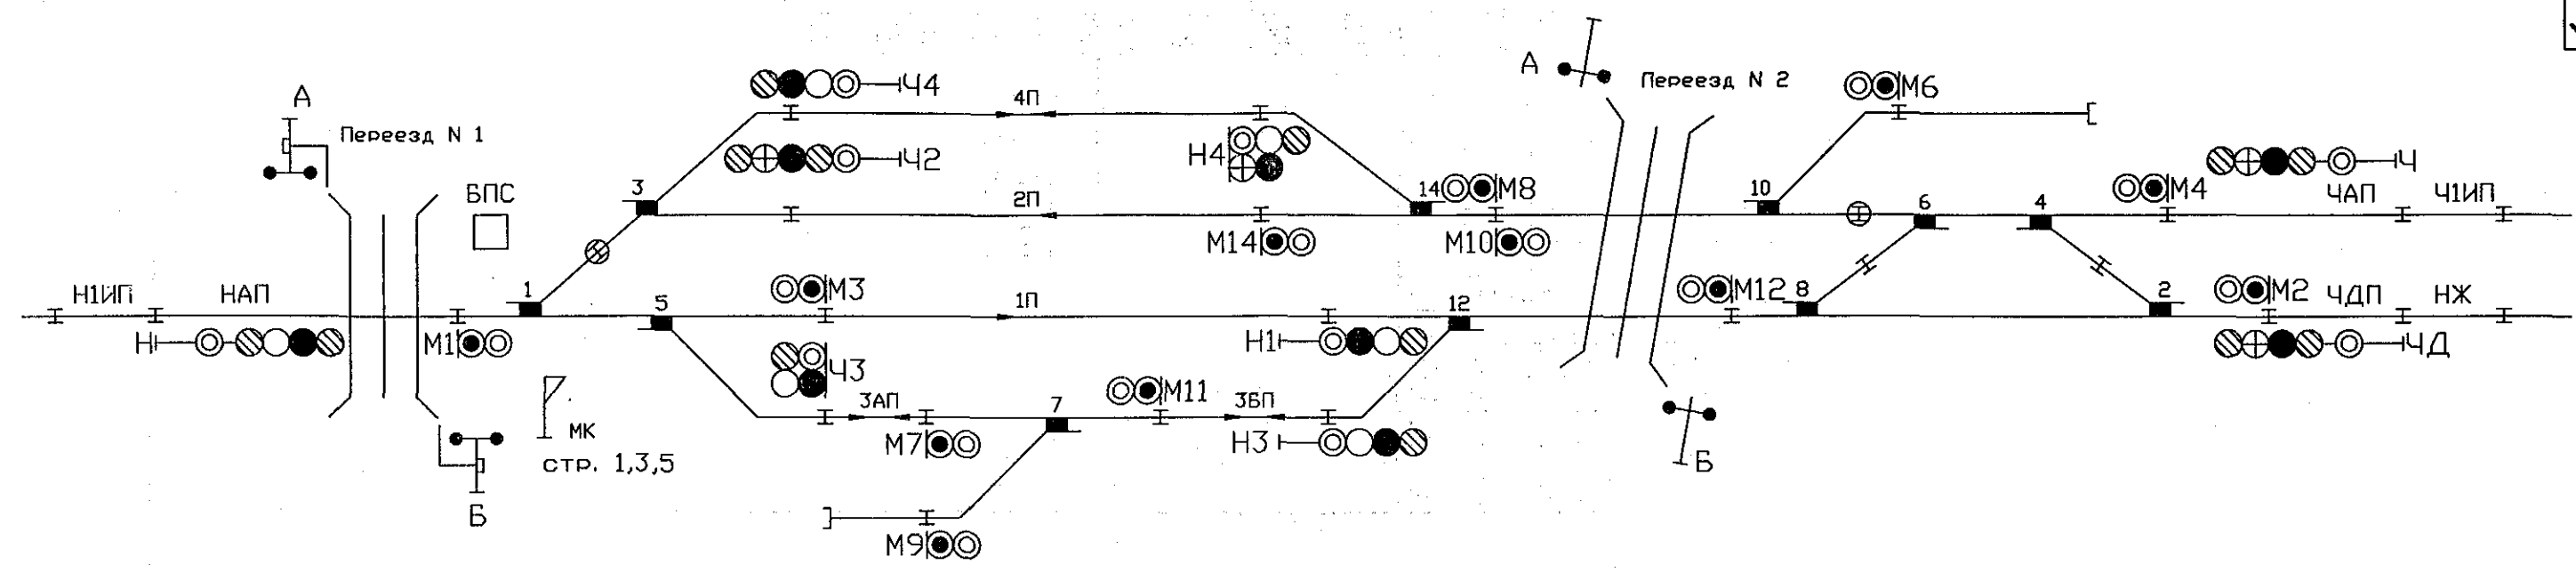 Ч4
А
Переезд N 1
4П
Н4
Ч2
3
БПС
2П
14
М8
М14
М10
А
Переезд N 2
М6
10
6
4
М4
Ч
ЧАП
Ч1ИП
Н1ИП
НАП
1
5
М3
1П
12
М12
8
2
М2
ЧДП
НЖ
Н
М1
Ч3
Н1
ЧД
М11
3АП
7
3БП
М7
Н3
МК
стр. 1,3,5
Б
Б
М9